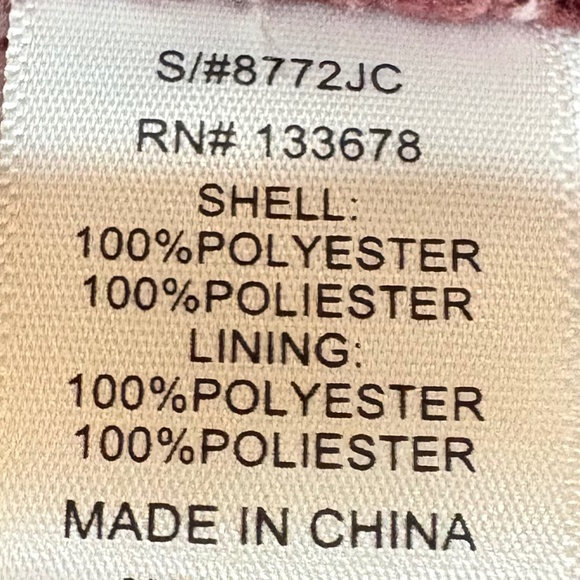 S/#8772JC
RN# 133678
SHELL:
100%POLYESTER
100%POLIESTER
LINING:
100%POLYESTER
100%POLIESTER
MADE IN CHINA